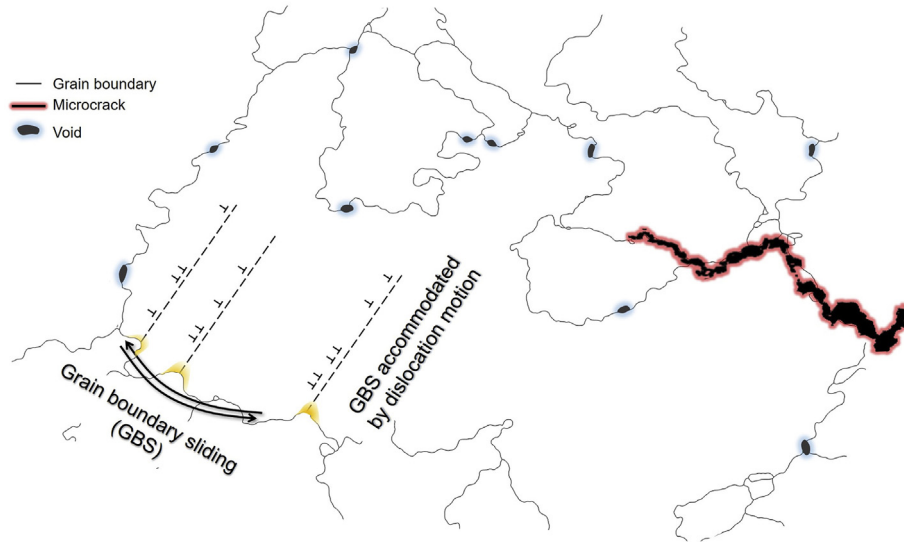 Grain boundary
Microcrack
Void
Grain boundary sliding
(GBS)
GBS accommodated
by dislocation motion